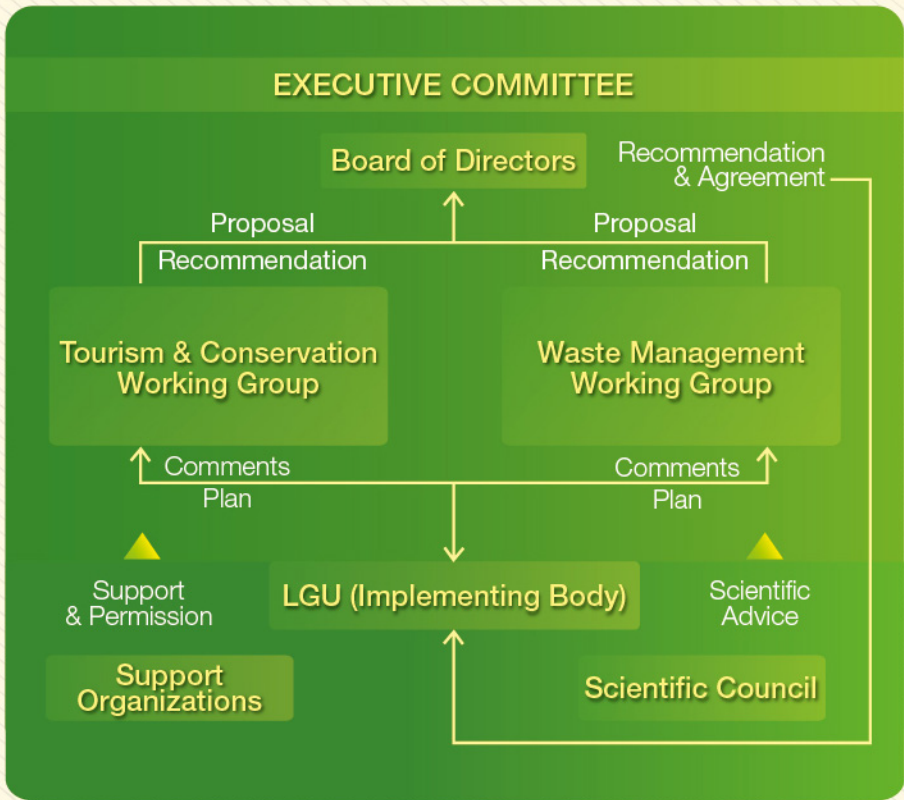 EXECUTIVE COMMITTEE
Board of Directors
Recommendation
& Agreement
Proposal
Recommendation
Proposal
Recommendation
Tourism & Conservation
Working Group
Waste Management
Working Group
Comments
Plan
Comments
Plan
Support
& Permission
LGU (Implementing Body)
Scientific
Advice
Support
Organizations
Scientific Council